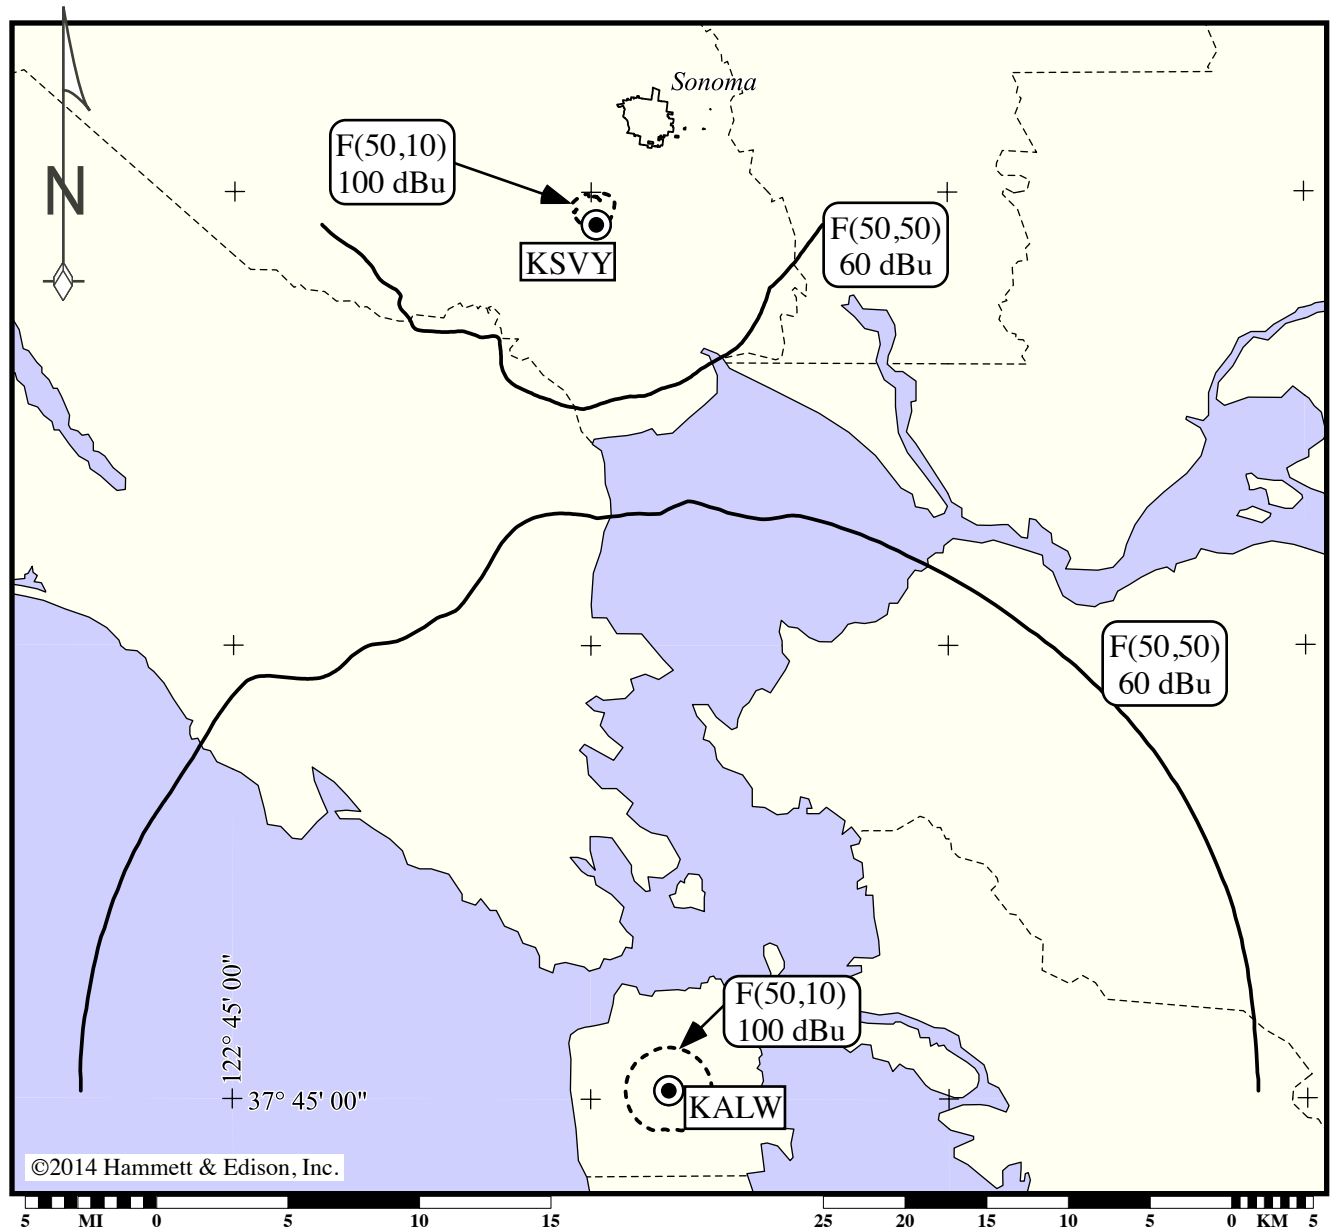 N
Sonoma
F(50,10)
100 dBu
F(50,50)
60 dBu
KSVY
F(50,50)
60 dBu
122° 45' 00"
F(50,10)
100 dBu
37° 45' 00"
KALW
©2014 Hammett & Edison, Inc.
5 MI 0 5 10 15 25 20 15 10 5 0 KM 5